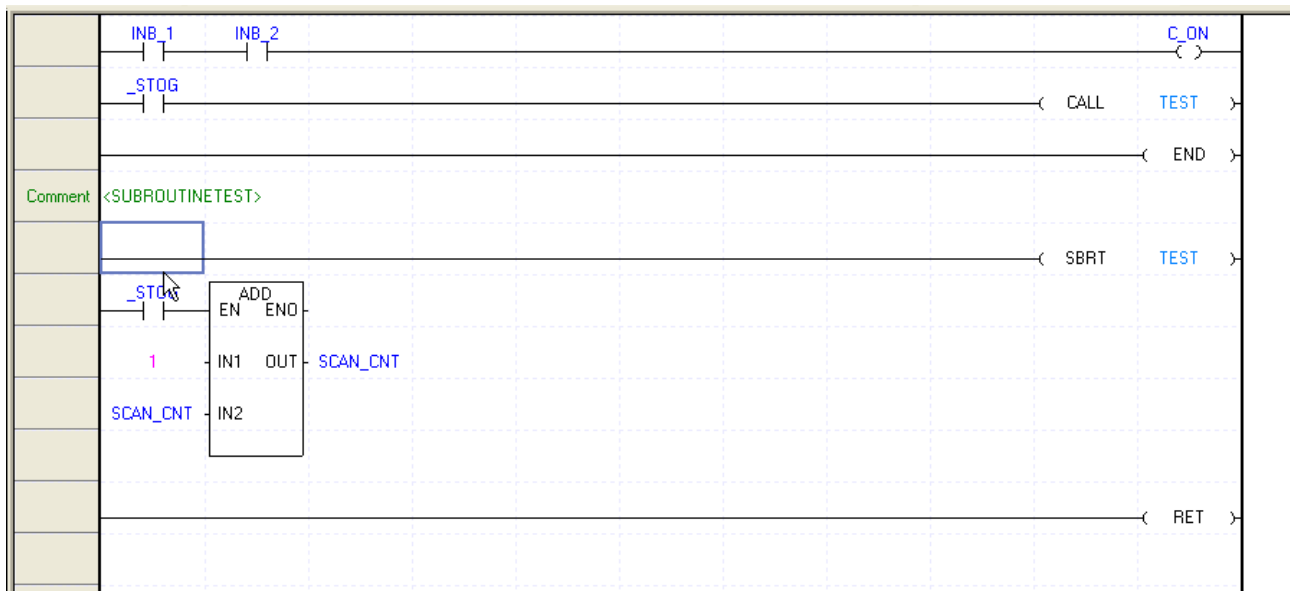 INB_1 INB_2 C_ON
_STOG
CALL TEST
END
Comment <SUBROUTINETEST>
SBRT TEST
_STOG ADD
EN ENO
1 IN1 OUT SCAN_CNT
SCAN_CNT IN2
RET